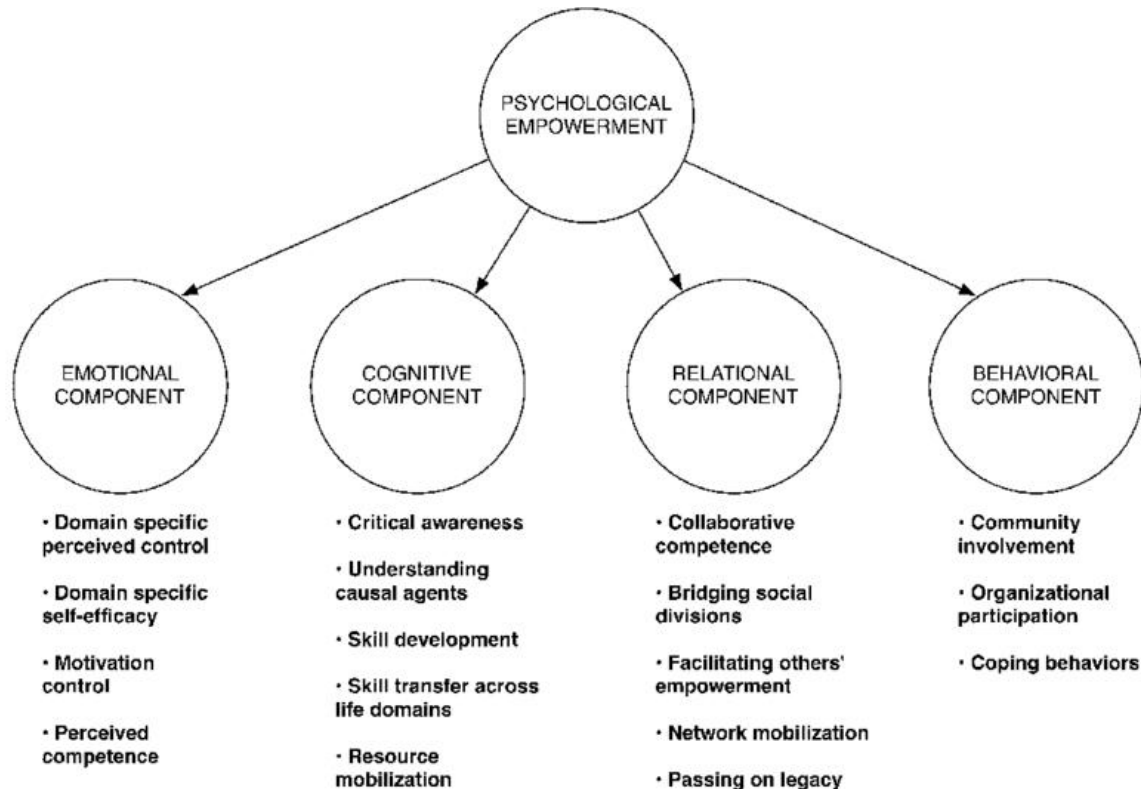 PSYCHOLOGICAL
EMPOWERMENT
EMOTIONAL
COMPONENT
COGNITIVE
COMPONENT
RELATIONAL
COMPONENT
BEHAVIORAL
COMPONENT
· Domain specific
perceived control
· Domain specific
self-efficacy
· Motivation
control
· Perceived
competence
· Critical awareness
· Understanding
causal agents
· Skill development
· Skill transfer across
life domains
· Resource
mobilization
· Collaborative
competence
· Bridging social
divisions
· Facilitating others'
empowerment
· Network mobilization
· Passing on legacy
· Community
involvement
· Organizational
participation
· Coping behaviors